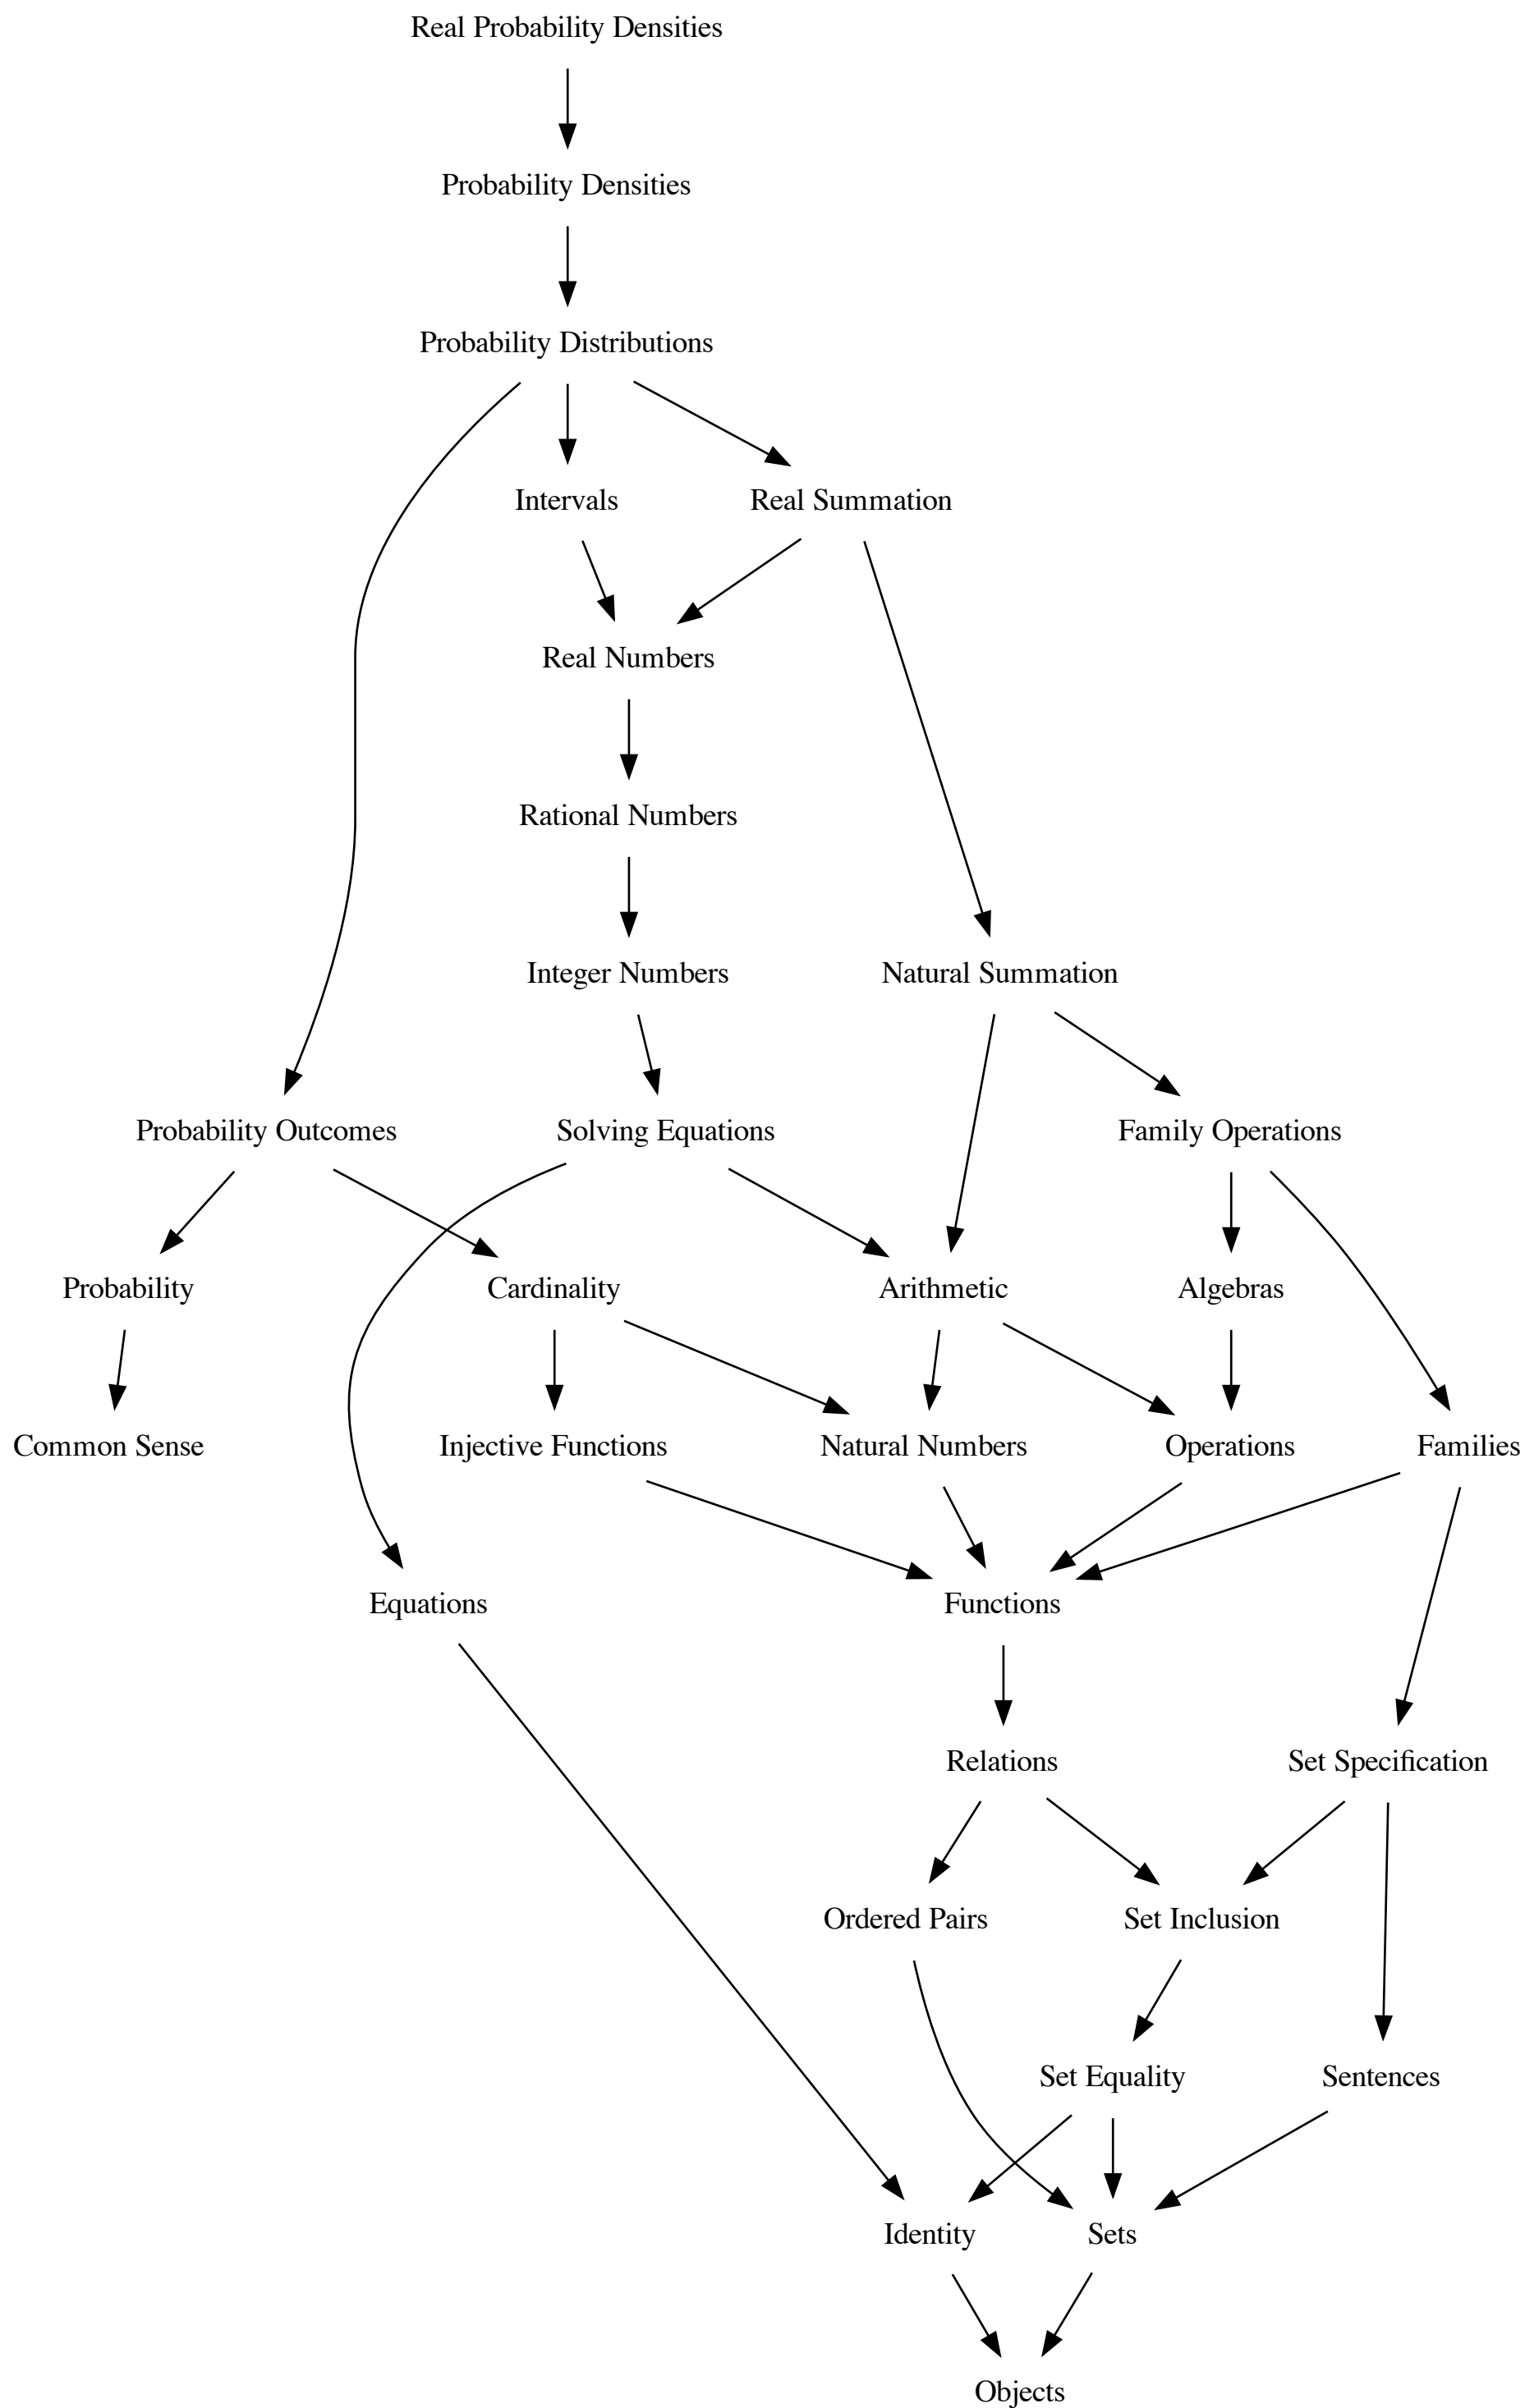 Real Probability Densities
Probability Densities
Probability Distributions
Intervals
Real Summation
Real Numbers
Rational Numbers
Integer Numbers
Natural Summation
Probability Outcomes
Solving Equations
Family Operations
Probability
Cardinality
Arithmetic
Algebras
Common Sense
Injective Functions
Natural Numbers
Operations
Families
Equations
Functions
Relations
Set Specification
Ordered Pairs
Set Inclusion
Set Equality
Sentences
Identity
Sets
Objects